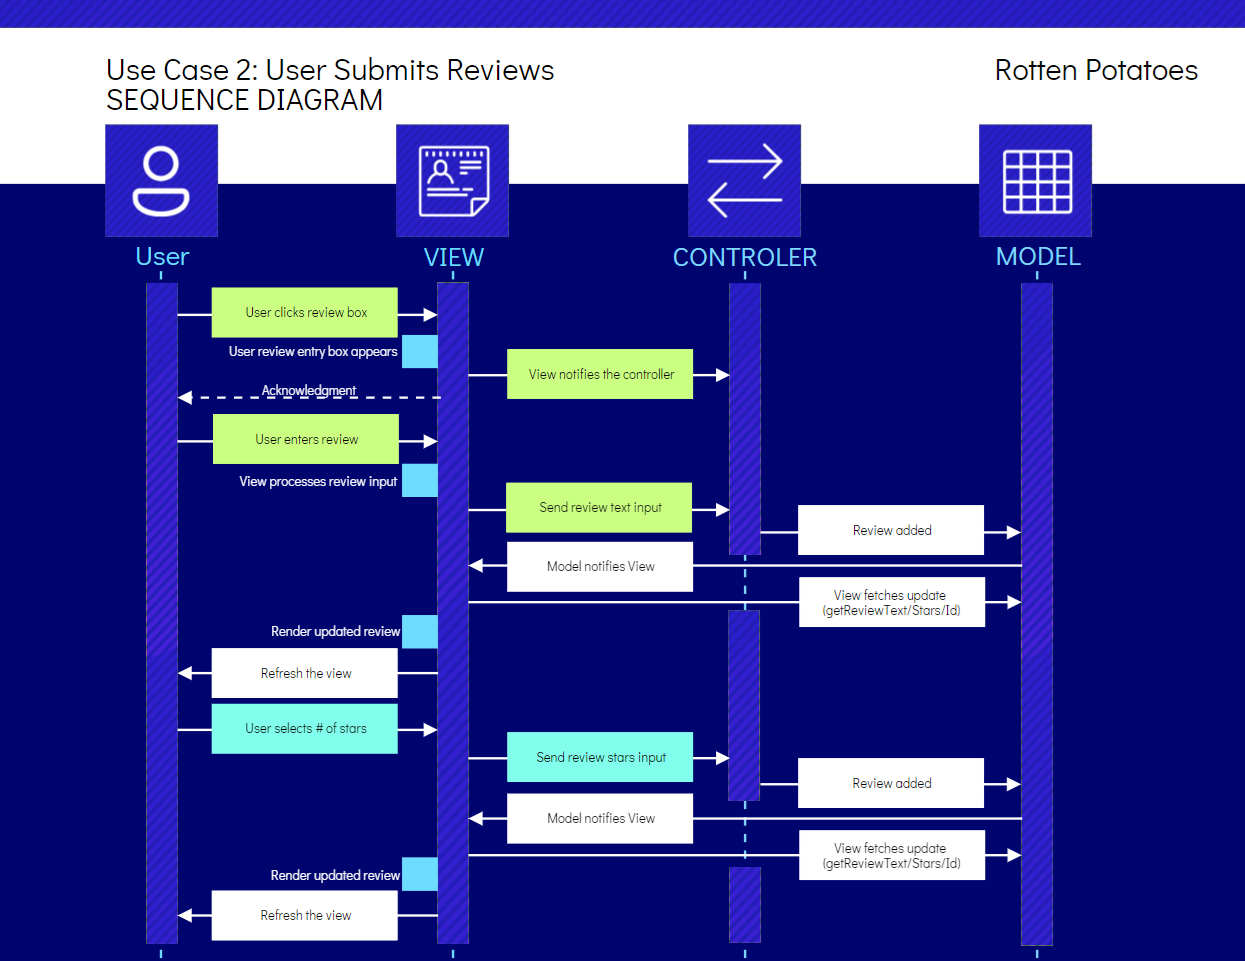 Use Case 2: User Submits Reviews
SEQUENCE DIAGRAM
Rotten Potatoes
User
VIEW
CONTROLER
MODEL
User clicks review box
User review entry box appears
View notifies the controller
Acknowledgment
User enters review
View processes review input
Send review text input
Review added
Model notifies View
View fetches update
(getReviewText/Stars/Id)
Render updated review
Refresh the view
User selects # of stars
Send review stars input
Review added
Model notifies View
View fetches update
(getReviewText/Stars/Id)
Render updated review
Refresh the view